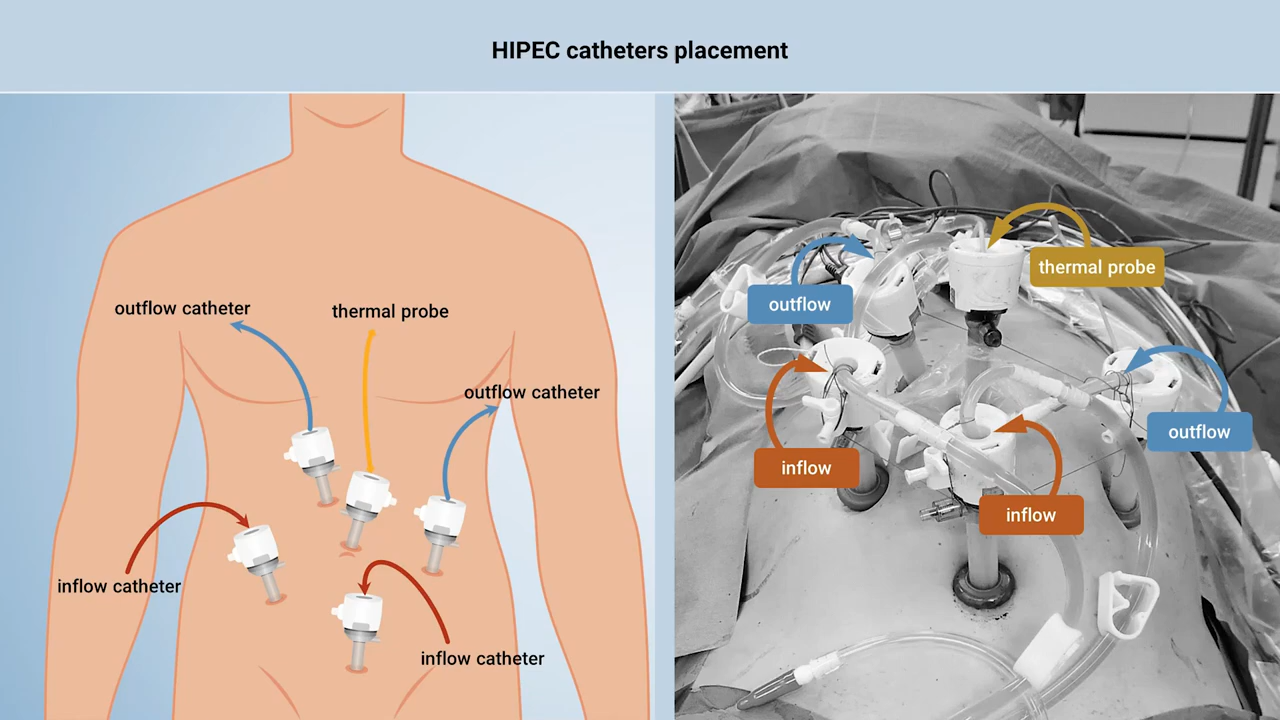 HIPEC catheters placement
outflow catheter
thermal probe
outflow catheter
inflow catheter
inflow catheter
thermal probe
outflow
outflow
inflow
inflow